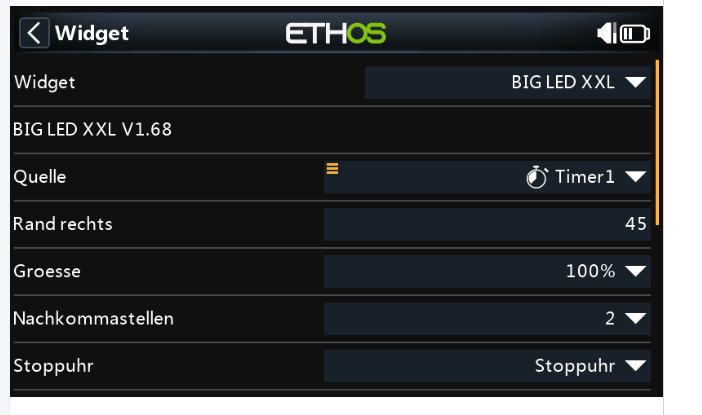 Widget ETHOS
Widget BIG LED XXL
BIG LED XXL V1.68
Quelle Timer1
Rand rechts 45
Groesse 100%
Nachkommastellen 2
Stoppuhr Stoppuhr